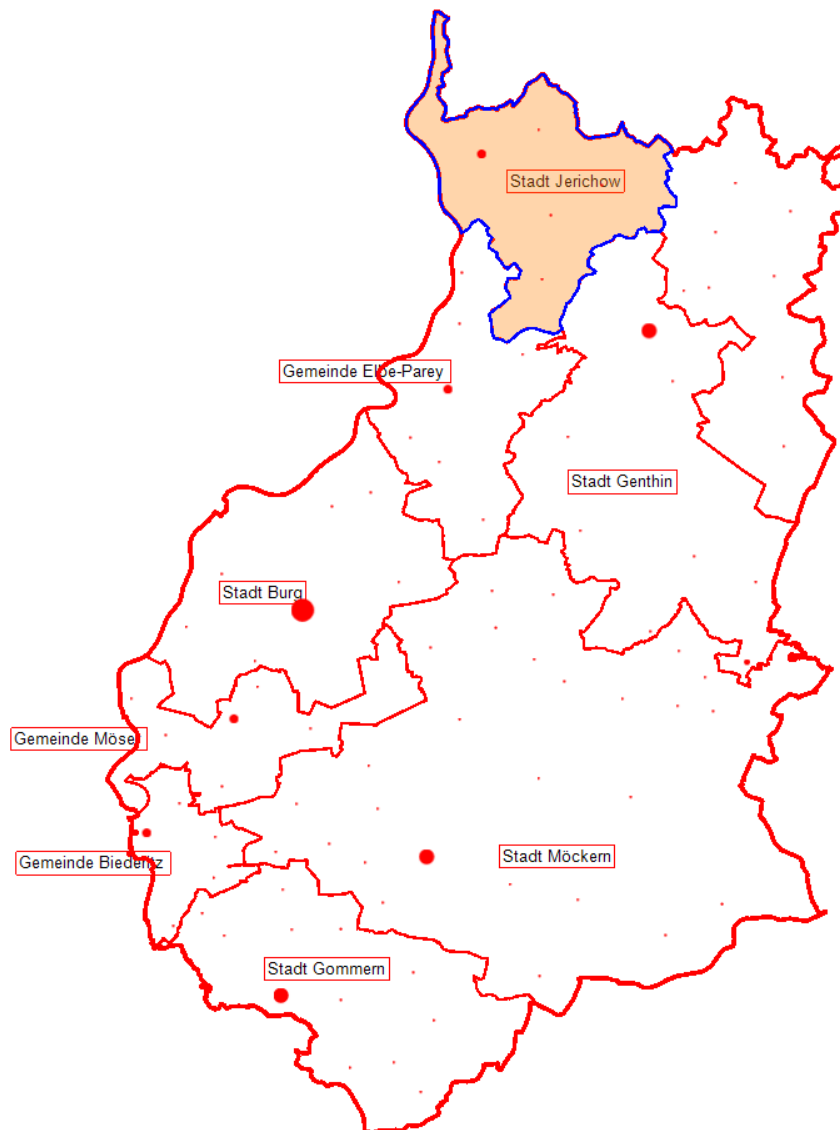 Stadt Jerichow
Gemeinde Elbe-Parey
Stadt Genthin
Stadt Burg
Gemeinde Möser
Gemeinde Biederitz
Stadt Möckern
Stadt Gommern